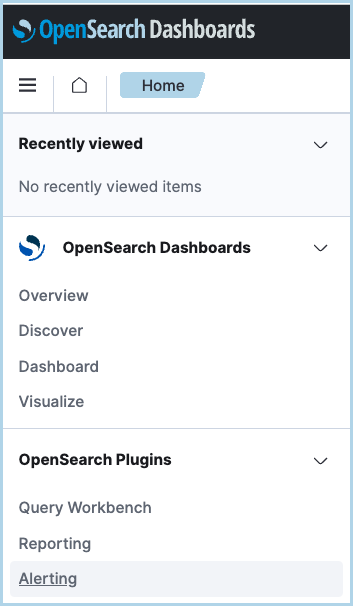 OpenSearch Dashboards
Home
Recently viewed
No recently viewed items
OpenSearch Dashboards
Overview
Discover
Dashboard
Visualize
OpenSearch Plugins
Query Workbench
Reporting
Alerting